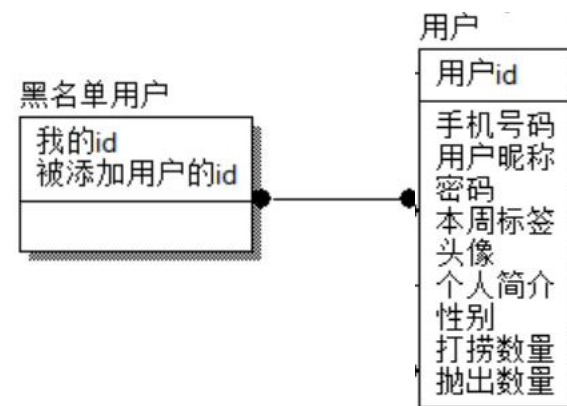 黑名单用户
我的id
被添加用户的id
用户
用户id
手机号码
用户昵称
密码
本周标签
头像
个人简介
性别
打捞数量
抛出数量